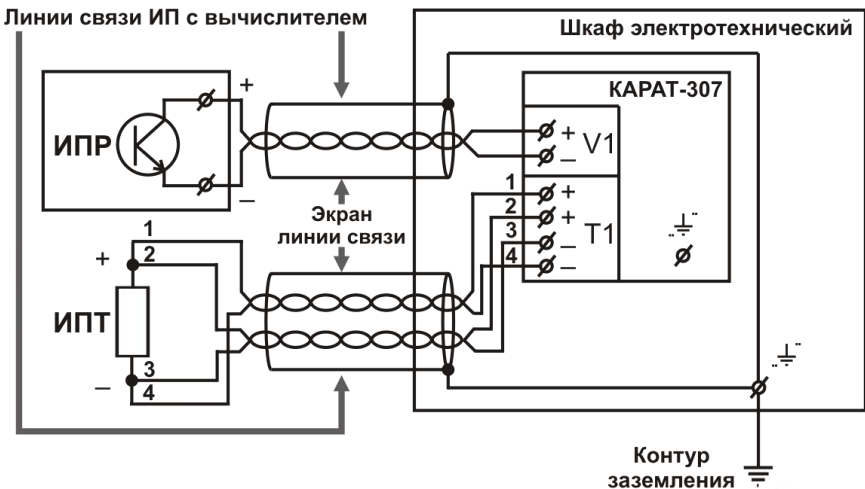 Линии связи ИП с вычислителем
Шкаф электротехнический
КАРАТ-307
ИПР
+
–
+ V1
–
Экран
линии связи
1 +
2 +
3 – T1
4 –
1
+ 2
ИПТ
3
– 4
Контур
заземления